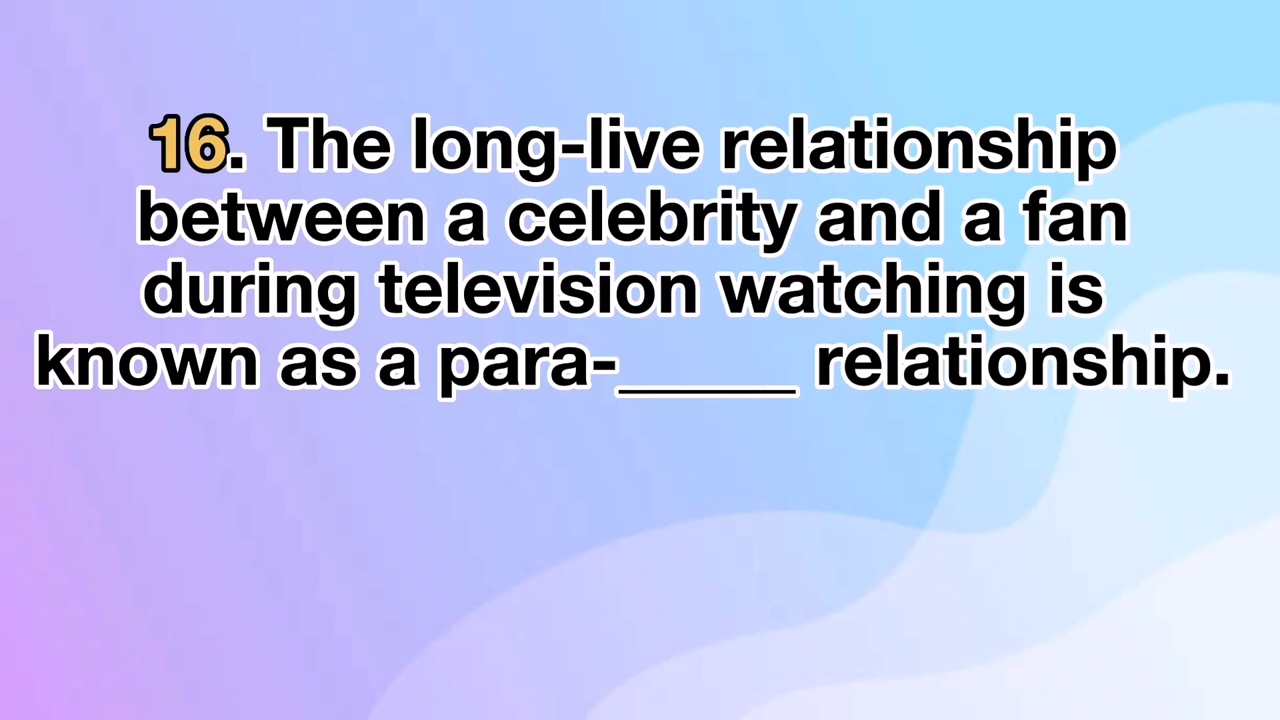 16. The long-live relationship
between a celebrity and a fan
during television watching is
known as a para-_____ relationship.